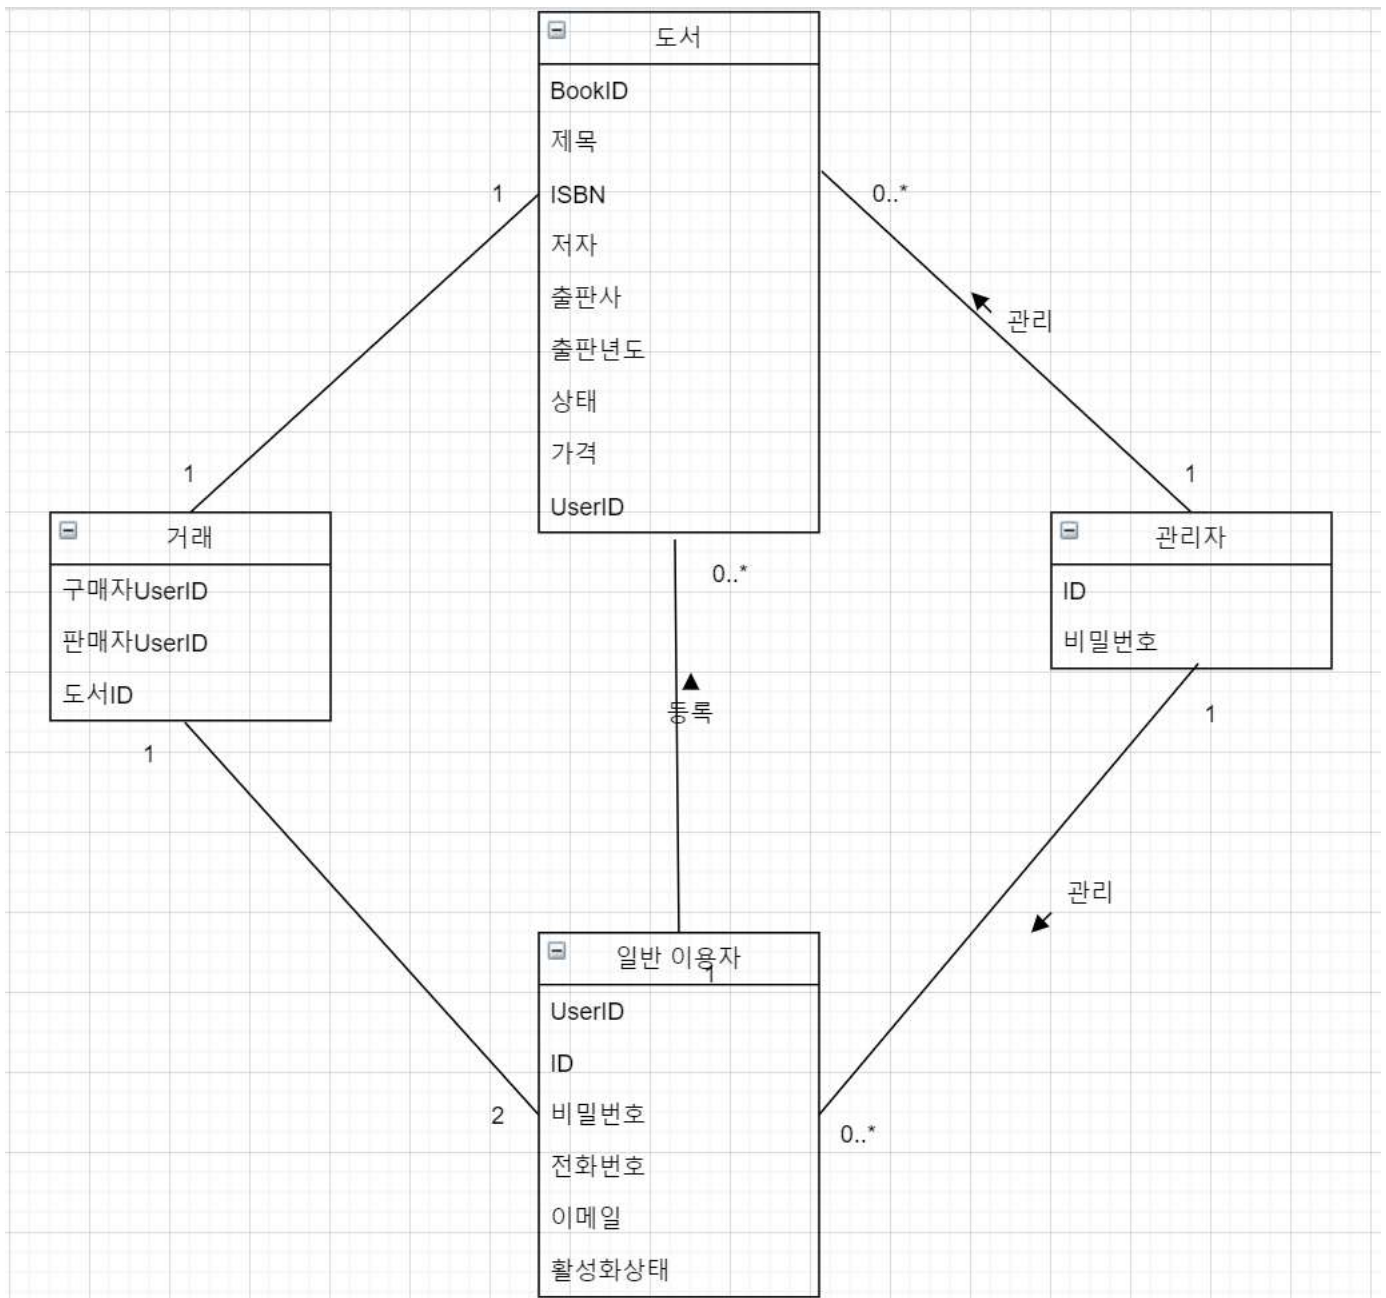 도서
BookID
제목
ISBN
저자
출판사
출판년도
상태
가격
UserID
1
0..*
관리
1
1
거래
구매자UserID
판매자UserID
도서ID
관리자
ID
비밀번호
0..*
등록
1
1
관리
일반 이용자
1
UserID
ID
비밀번호
전화번호
이메일
활성화상태
2
0..*